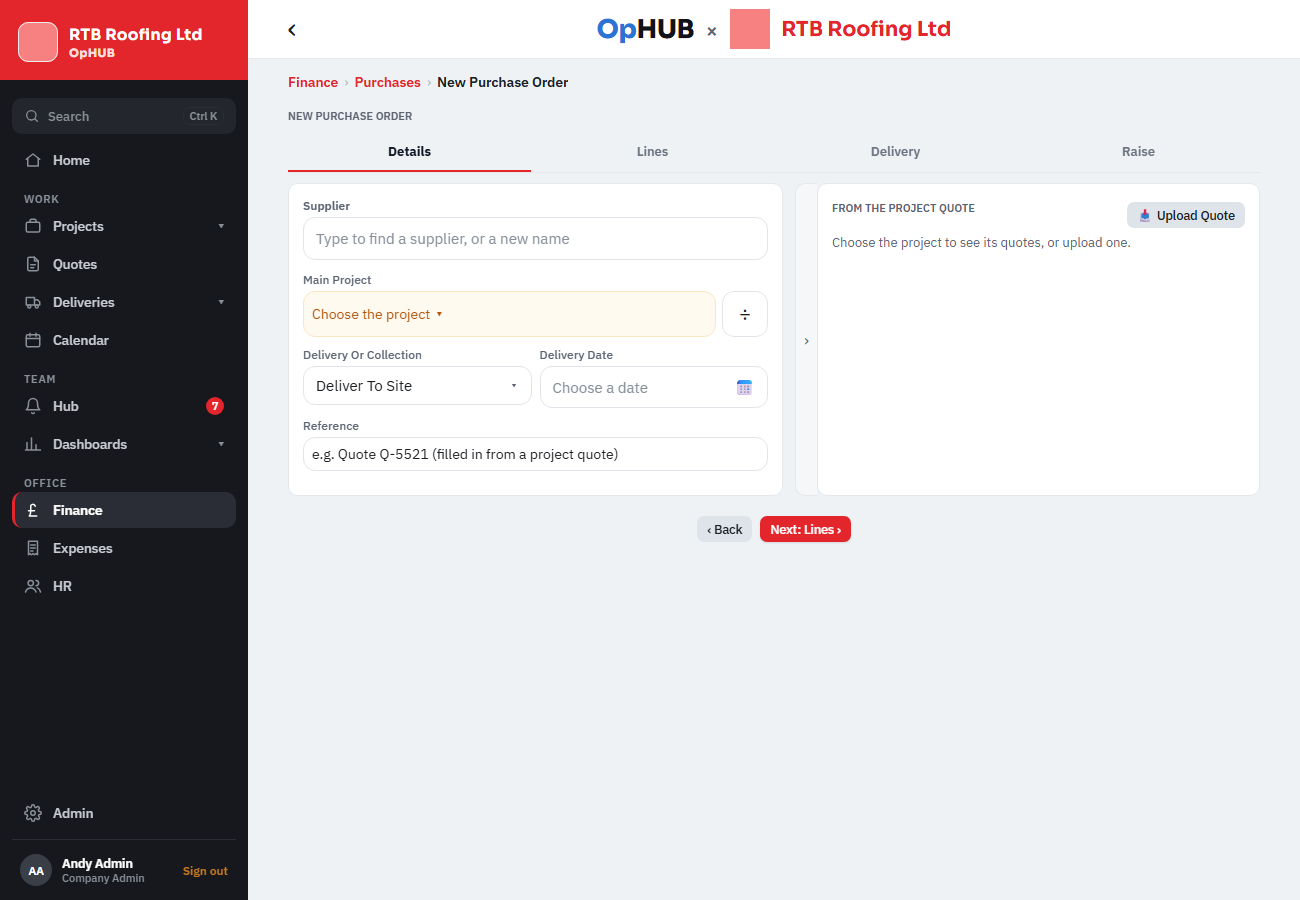 RTB Roofing Ltd
OpHUB
Search Ctrl K
Home
WORK
Projects
Quotes
Deliveries
Calendar
TEAM
Hub 7
Dashboards
OFFICE
Finance
Expenses
HR
Admin
AA Andy Admin
Company Admin
Sign out
OpHUB × RTB Roofing Ltd
Finance › Purchases › New Purchase Order
NEW PURCHASE ORDER
Details Lines Delivery Raise
Supplier
Type to find a supplier, or a new name
Main Project
Choose the project ▾ ÷
Delivery Or Collection Delivery Date
Deliver To Site Choose a date
Reference
e.g. Quote Q-5521 (filled in from a project quote)
›
FROM THE PROJECT QUOTE
Upload Quote
Choose the project to see its quotes, or upload one.
‹ Back Next: Lines ›